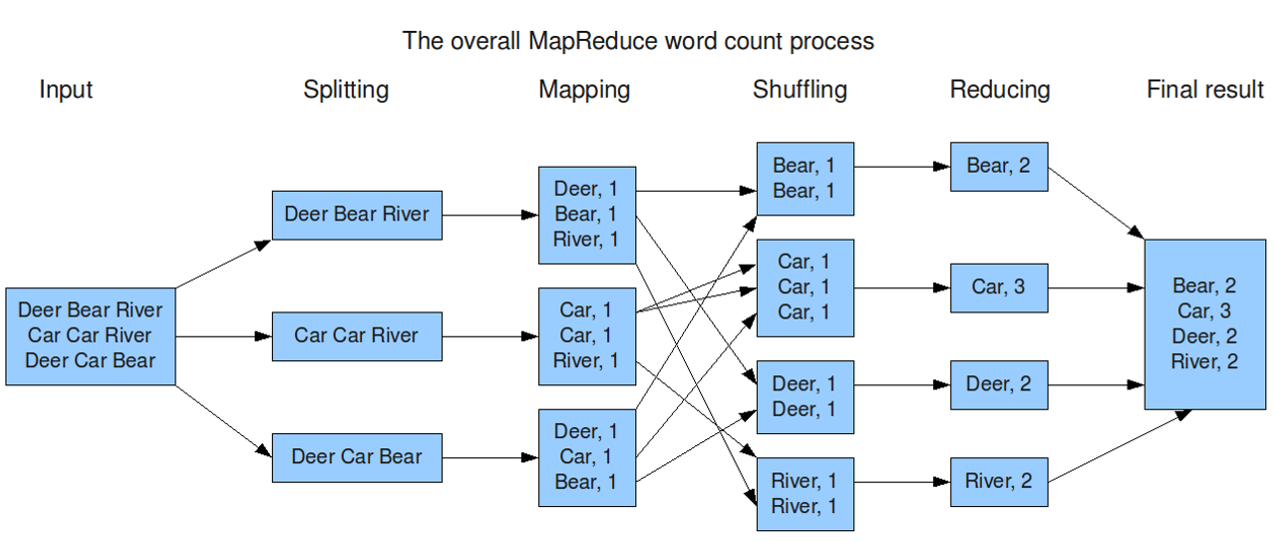 The overall MapReduce word count process
Input
Splitting
Mapping
Shuffling
Reducing
Final result
Deer Bear River
Car Car River
Deer Car Bear
Deer Bear River
Car Car River
Deer Car Bear
Deer, 1
Bear, 1
River, 1
Car, 1
Car, 1
River, 1
Deer, 1
Car, 1
Bear, 1
Bear, 1
Bear, 1
Car, 1
Car, 1
Car, 1
Deer, 1
Deer, 1
River, 1
River, 1
Bear, 2
Car, 3
Deer, 2
River, 2
Bear, 2
Car, 3
Deer, 2
River, 2